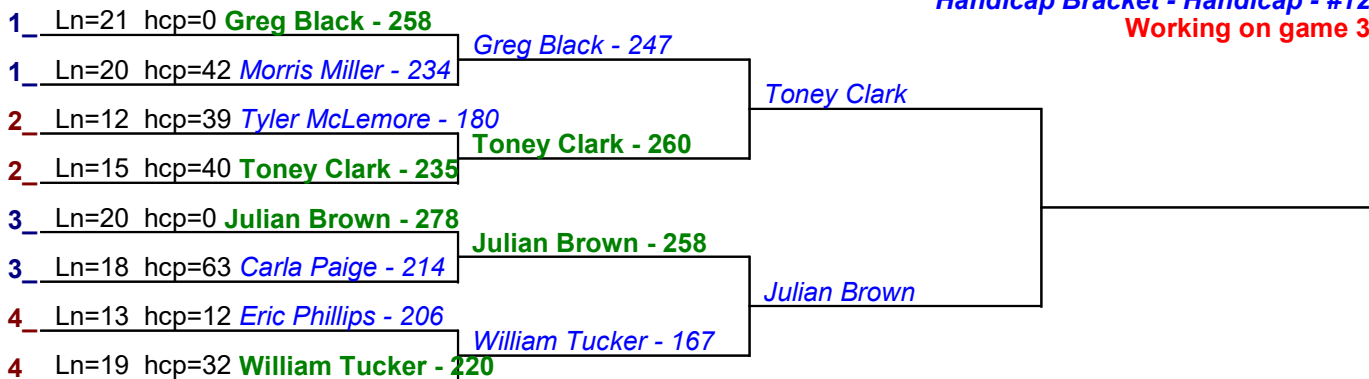 Handicap Bracket - Handicap - #12
Working on game 3
1_ Ln=21 hcp=0 Greg Black - 258
Greg Black - 247
1_ Ln=20 hcp=42 Morris Miller - 234
Toney Clark
2_ Ln=12 hcp=39 Tyler McLemore - 180
Toney Clark - 260
2_ Ln=15 hcp=40 Toney Clark - 235
3_ Ln=20 hcp=0 Julian Brown - 278
Julian Brown - 258
3_ Ln=18 hcp=63 Carla Paige - 214
Julian Brown
4_ Ln=13 hcp=12 Eric Phillips - 206
William Tucker - 167
4 Ln=19 hcp=32 William Tucker - 220